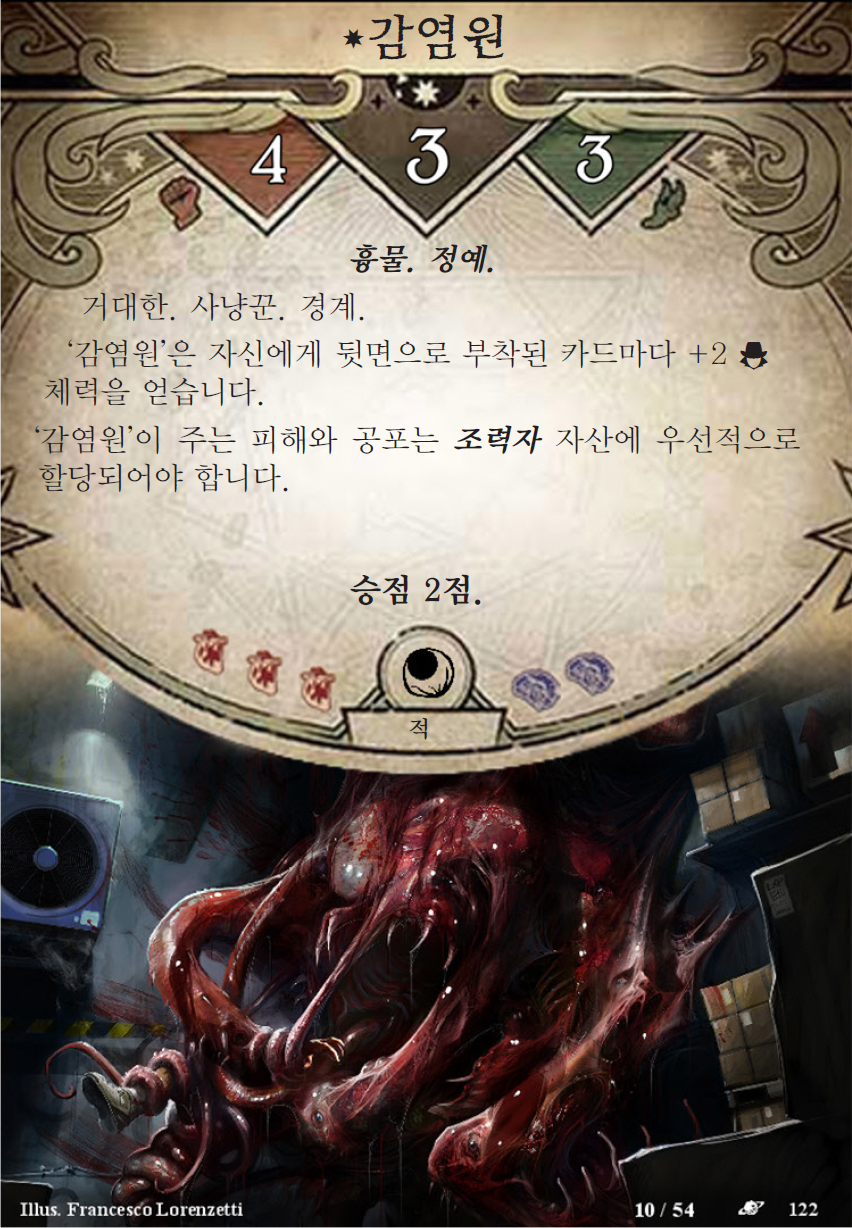 감염원
4 3 3
흉물. 정예.
거대한. 사냥꾼. 경계.
‘감염원’은 자신에게 뒷면으로 부착된 카드마다 +2
체력을 얻습니다.
‘감염원’이 주는 피해와 공포는 조력자 자산에 우선적으로
할당되어야 합니다.
승점 2점.
적
Illus. Francesco Lorenzetti 10 / 54 122